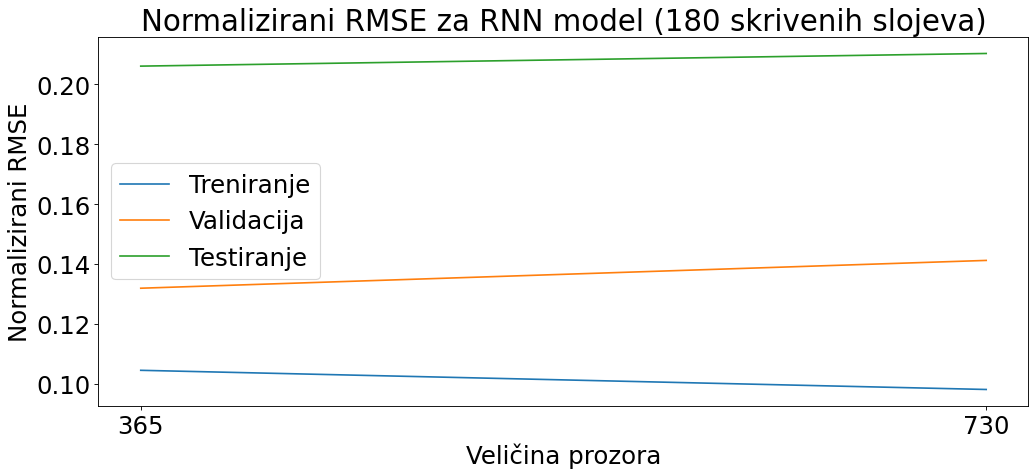 Normalizirani RMSE za RNN model (180 skrivenih slojeva)
Normalizirani RMSE
0.20
0.18
0.16
0.14
0.12
0.10
Treniranje
Validacija
Testiranje
365
730
Veličina prozora